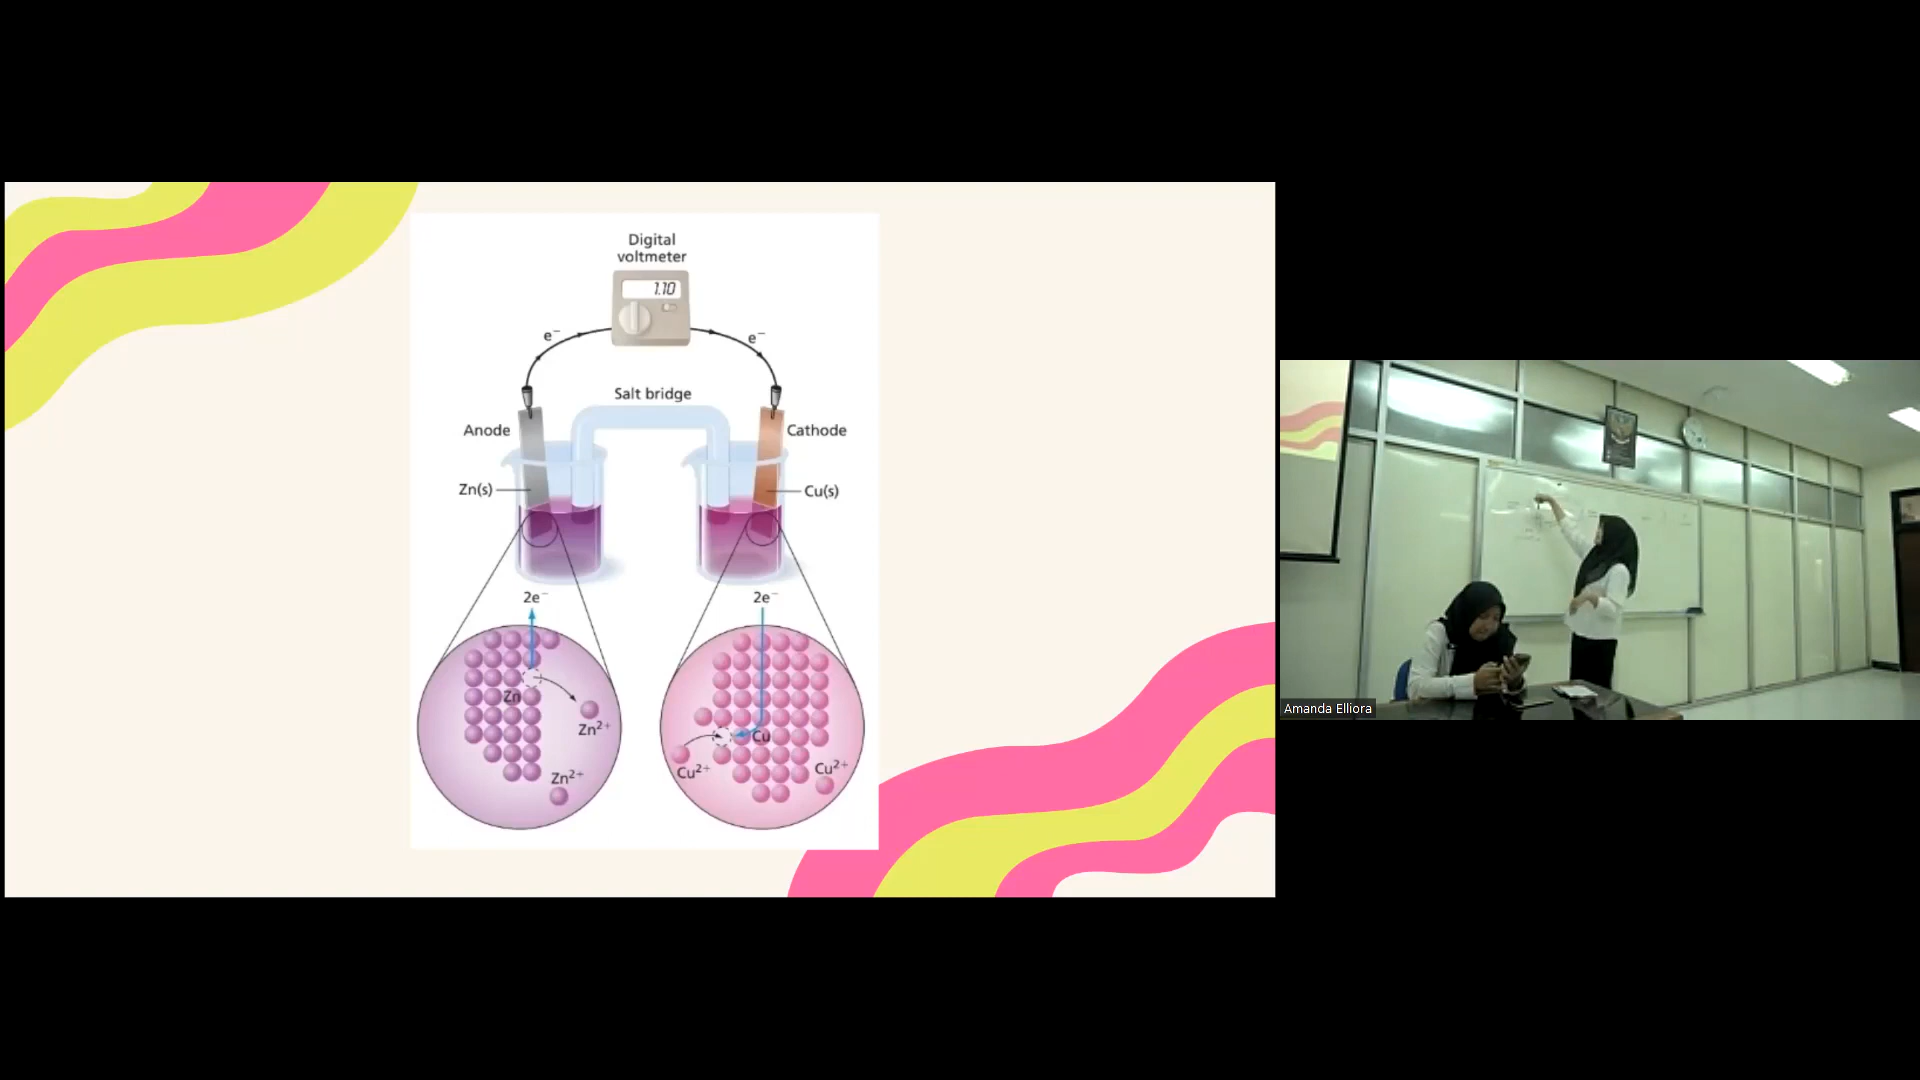 Digital
voltmeter
1.10
e⁻
e⁻
Salt bridge
Anode
Cathode
Zn(s)
Cu(s)
2e⁻
2e⁻
Zn
Zn²⁺
Zn²⁺
Cu
Cu²⁺
Cu²⁺
Amanda Elliora